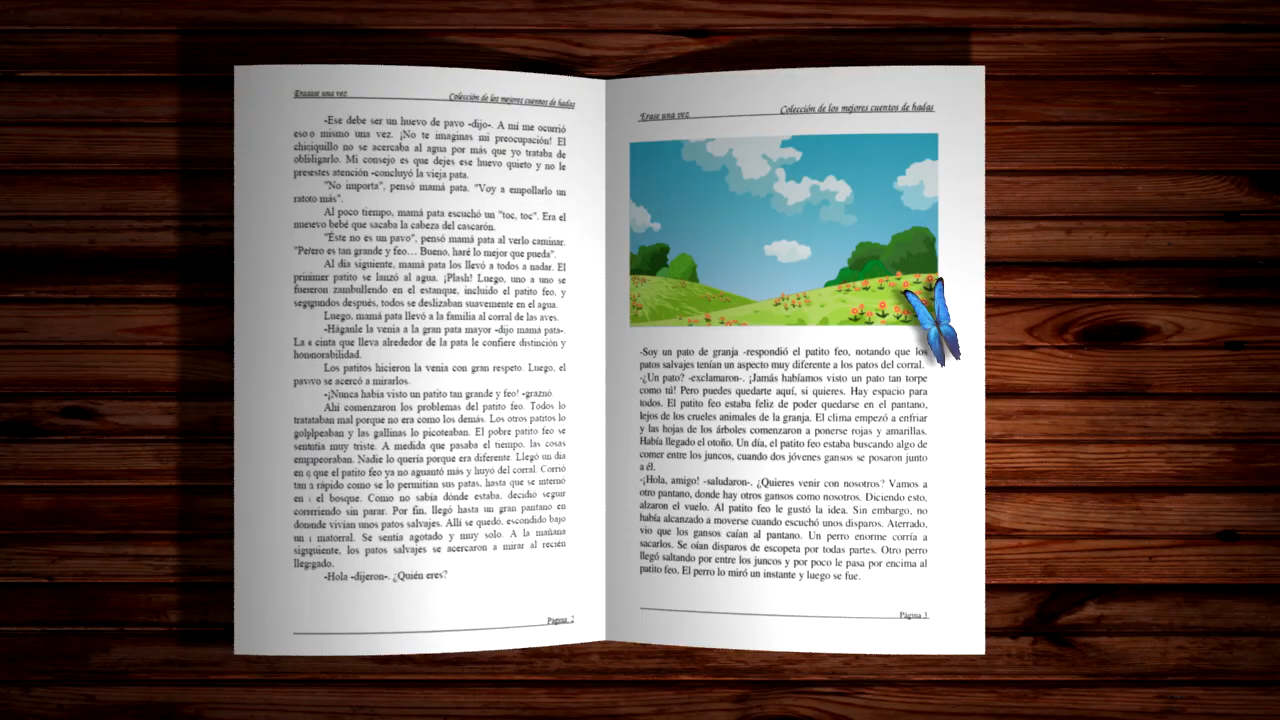 Erase una vez Colección de los mejores cuentos de hadas
-Ese debe ser un huevo de pavo -dijo-. A mi me ocurrió
eso o mismo una vez. ¡No te imaginas mi preocupación! El
chiciquillo no se acercaba al agua por más que yo trataba de
oblibligarlo. Mi consejo es que dejes ese huevo quieto y no le
presestes atención -concluyó la vieja pata.
"No importa", pensó mamá pata. "Voy a empollarlo un
ratoto más".
Al poco tiempo, mamá pata escuchó un "toc, toc". Era el
nuevo bebé que sacaba la cabeza del cascarón.
"Éste no es un pavo", pensó mamá pata al verlo caminar.
"Pero es tan grande y feo… Bueno, haré lo mejor que pueda".
Al día siguiente, mamá pata los llevó a todos a nadar. El
primimer patito se lanzó al agua. ¡Plash! Luego, uno a uno se
fueron zambullendo en el estanque, incluido el patito feo, y
segundos después, todos se deslizaban suavemente en el agua.
Luego, mamá pata llevó a la familia al corral de las aves.
-Háganle la venia a la gran pata mayor -dijo mamá pata-.
La cinta que lleva alrededor de la pata le confiere distinción y
honorabilidad.
Los patitos hicieron la venia con gran respeto. Luego, el
pavo se acercó a mirarlos.
-¡Nunca había visto un patito tan grande y feo! -graznó.
Ahí comenzaron los problemas del patito feo. Todos lo
tratataban mal porque no era como los demás. Los otros patitos lo
golpeaban y las gallinas lo picoteaban. El pobre patito feo se
sentía muy triste. A medida que pasaba el tiempo, las cosas
empeoraban. Nadie lo quería porque era diferente. Llegó un día
en que el patito feo ya no aguantó más y huyó del corral. Corrió
tan rápido como se lo permitían sus patas, hasta que se internó
en el bosque. Como no sabía dónde estaba, decidió seguir
corriendo sin parar. Por fin, llegó hasta un gran pantano en
donde vivían unos patos salvajes. Allí se quedó, escondido bajo
un matorral. Se sentía agotado y muy solo. A la mañana
siguiente, los patos salvajes se acercaron a mirar al recién
llegado.
-Hola -dijeron-. ¿Quién eres?
Página 2
Erase una vez Colección de los mejores cuentos de hadas
-Soy un pato de granja -respondió el patito feo, notando que los
patos salvajes tenían un aspecto muy diferente a los patos del corral.
-¿Un pato? -exclamaron-. ¡Jamás habíamos visto un pato tan torpe
como tú! Pero puedes quedarte aquí, si quieres. Hay espacio para
todos. El patito feo estaba feliz de poder quedarse en el pantano,
lejos de los crueles animales de la granja. El clima empezó a enfriar
y las hojas de los árboles comenzaron a ponerse rojas y amarillas.
Había llegado el otoño. Un día, el patito feo estaba buscando algo de
comer entre los juncos, cuando dos jóvenes gansos se posaron junto
a él.
-¡Hola, amigo! -saludaron-. ¿Quieres venir con nosotros? Vamos a
otro pantano, donde hay otros gansos como nosotros. Diciendo esto,
alzaron el vuelo. Al patito feo le gustó la idea. Sin embargo, no
había alcanzado a moverse cuando escuchó unos disparos. Aterrado,
vio que los gansos caían al pantano. Un perro enorme corría a
sacarlos. Se oían disparos de escopeta por todas partes. Otro perro
llegó saltando por entre los juncos y por poco le pasa por encima al
patito feo. El perro lo miró un instante y luego se fue.
Página 3